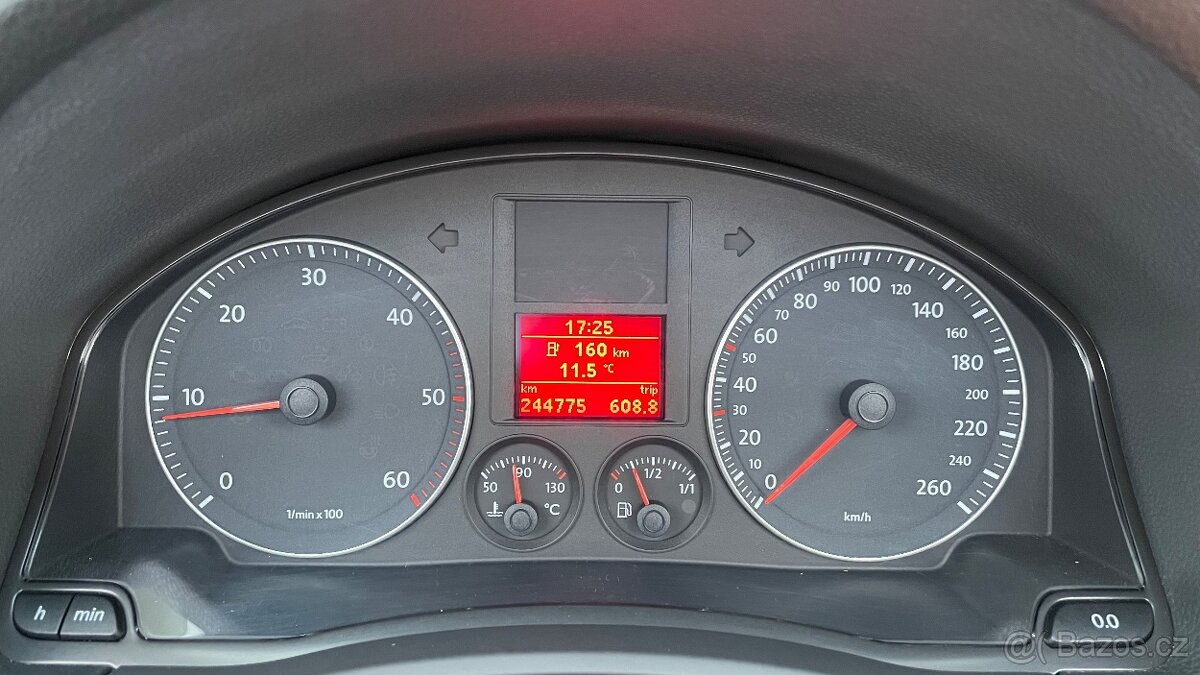 17:25
160 km
11.5 °C
km trip
244775 608.8
0 10 20 30 40 50 60
1/min x 100
50 90 130
°C
0 1/2 1/1
0 10 20 30 40 50 60 70 80 90 100 120 140 160 180 200 220 240 260
km/h
h min
0.0
Bazos.cz